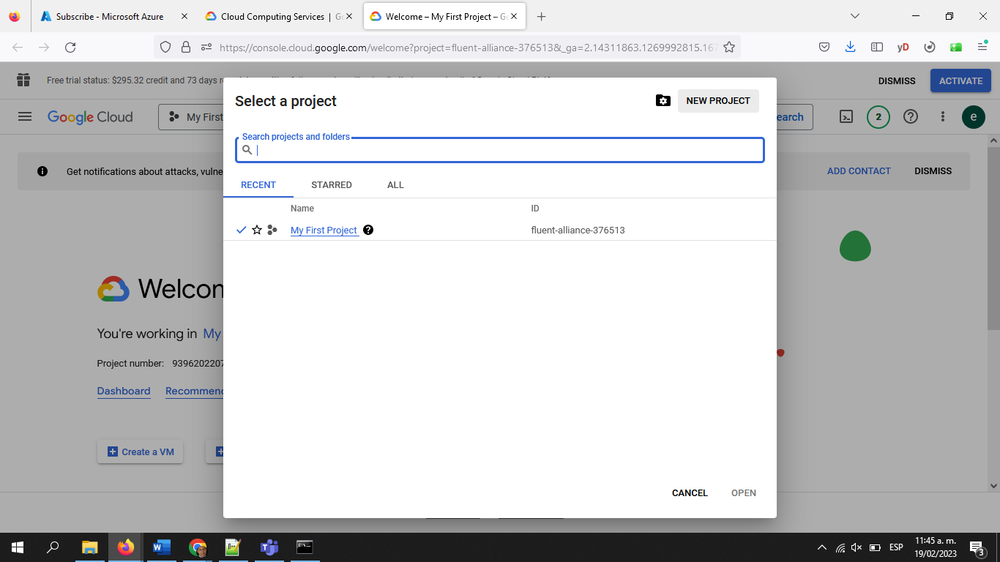 Subscribe - Microsoft Azure
Cloud Computing Services | Go
Welcome – My First Project – Go
https://console.cloud.google.com/welcome?project=fluent-alliance-376513&_ga=2.14311863.1269992815.167
yD
Free trial status: $295.32 credit and 73 days
DISMISS
ACTIVATE
Select a project
NEW PROJECT
Google Cloud
My First
earch
2
e
Search projects and folders
Get notifications about attacks, vulne
ADD CONTACT
DISMISS
RECENT
STARRED
ALL
Name
ID
My First Project
fluent-alliance-376513
Welcom
You're working in My
Project number: 9396202207
Dashboard
Recommend
Create a VM
CANCEL
OPEN
ESP
11:45 a. m.
19/02/2023
3